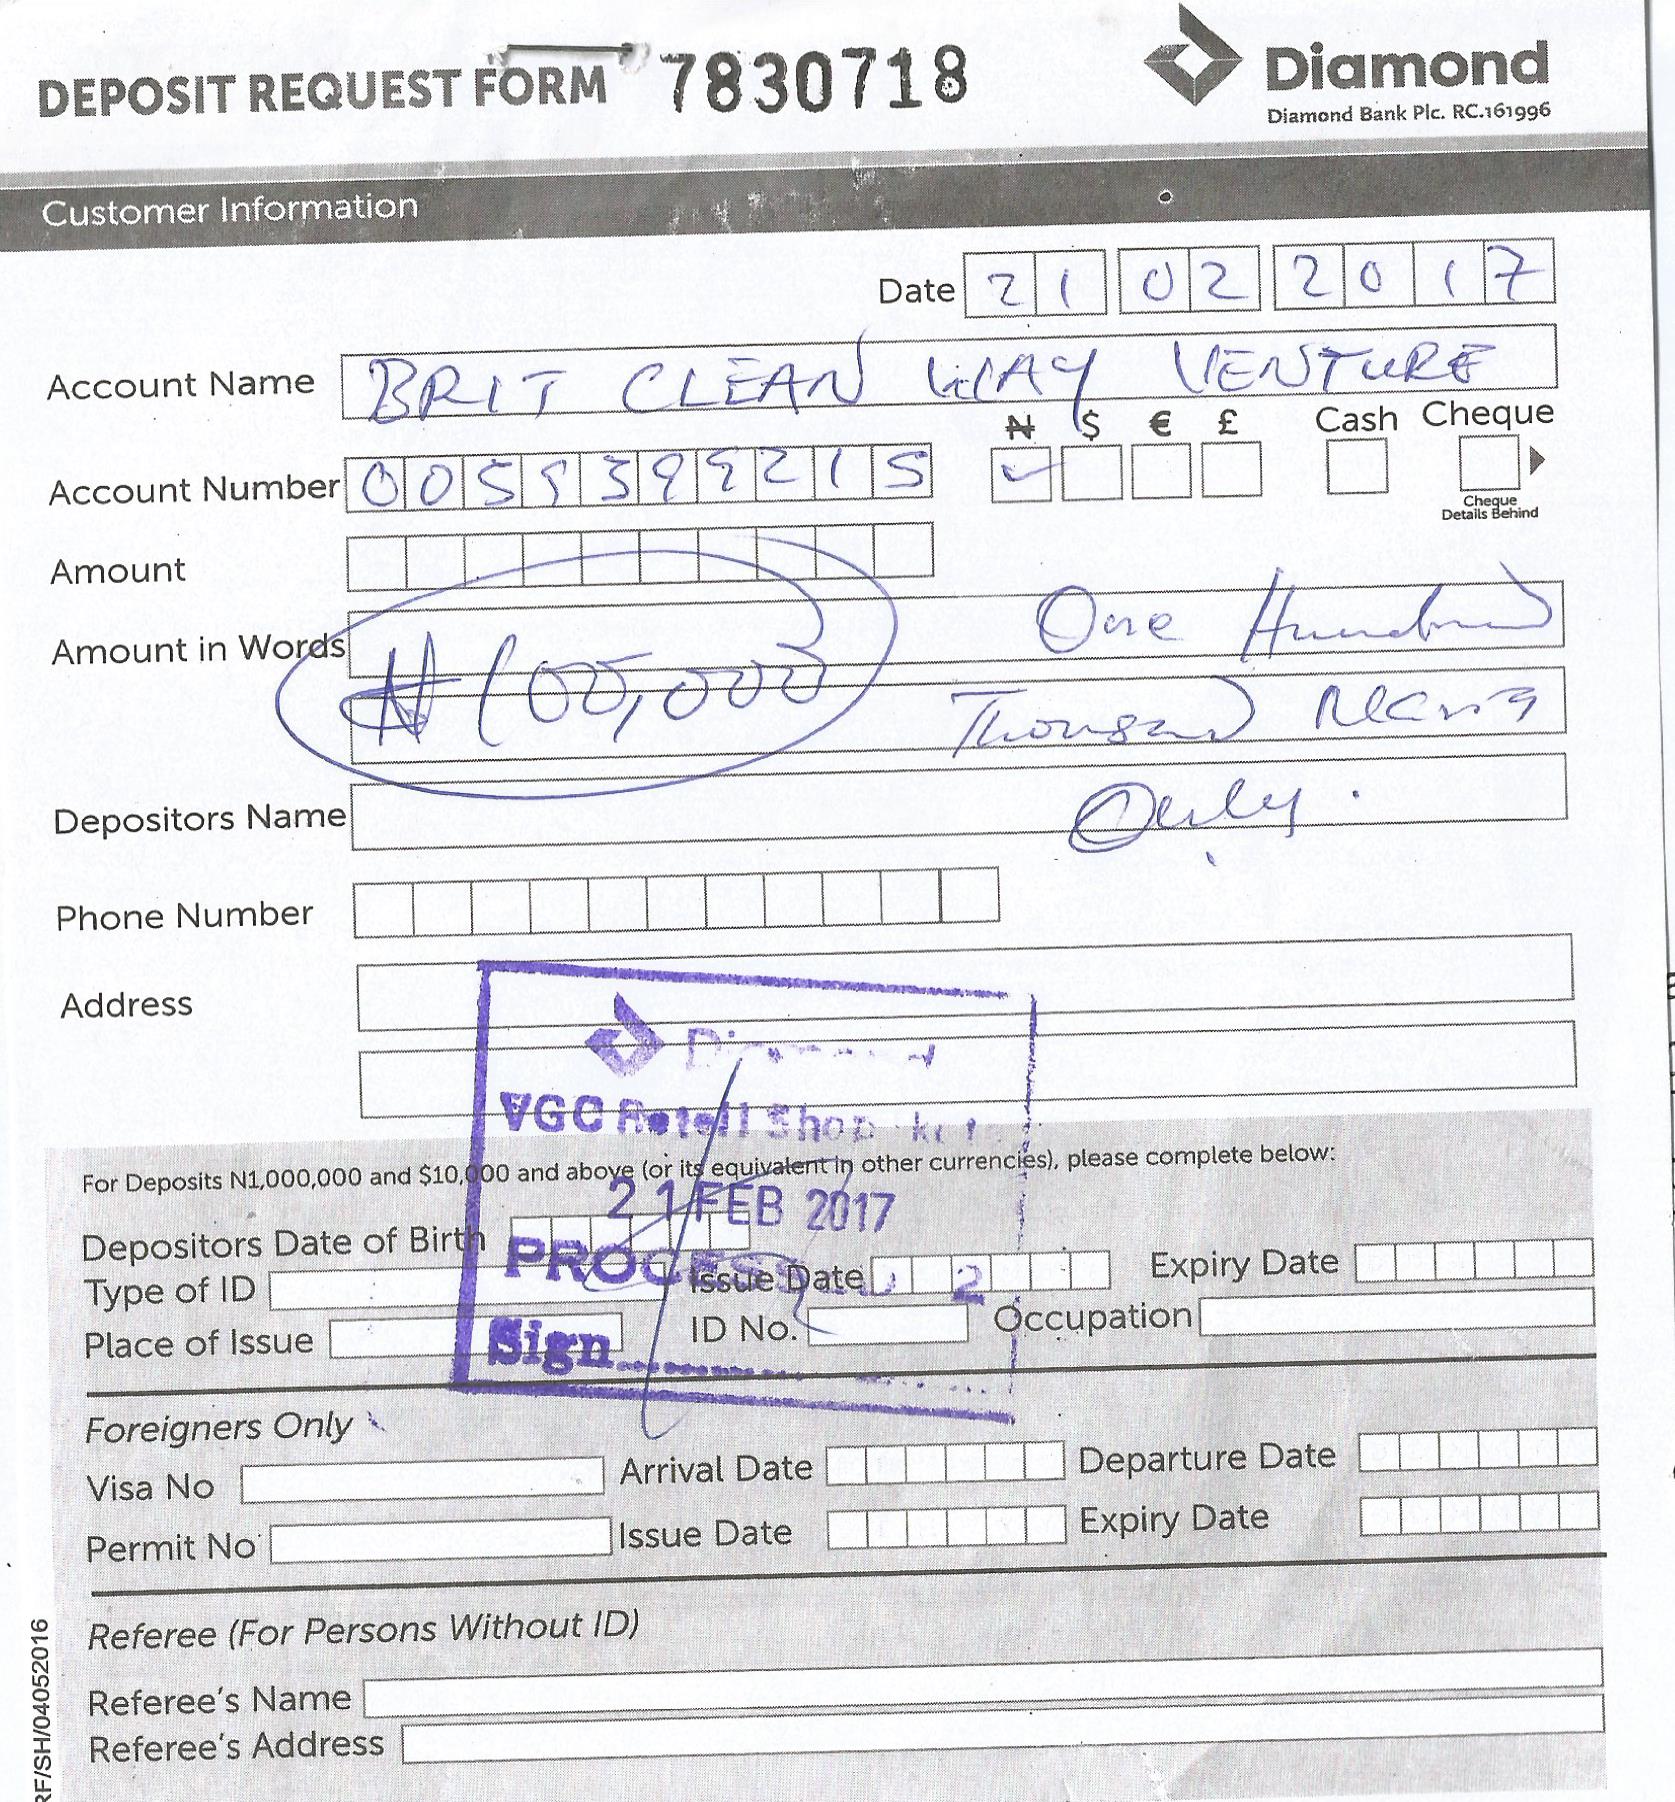 DEPOSIT REQUEST FORM 7830718
Diamond
Diamond Bank Plc. RC.161996
Customer Information
Date 21 02 2017
Account Name BRIT CLEAN WAY VENTURE
₦ $ € £ Cash Cheque
Account Number
Cheque
Details Behind
Amount
Amount in Words One Hundred
₦100,000 Thousand Naira
Only.
Depositors Name
Phone Number
Address
Diamond
VGC Retail Shop
For Deposits N1,000,000 and $10,000 and above (or its equivalent in other currencies), please complete below:
21 FEB 2017
Depositors Date of Birth
PROCESSED 2
Type of ID Issue Date Expiry Date
Place of Issue ID No. Occupation
Sign
Foreigners Only
Visa No Arrival Date Departure Date
Permit No Issue Date Expiry Date
Referee (For Persons Without ID)
Referee's Name
Referee's Address
RF/SH/04052016